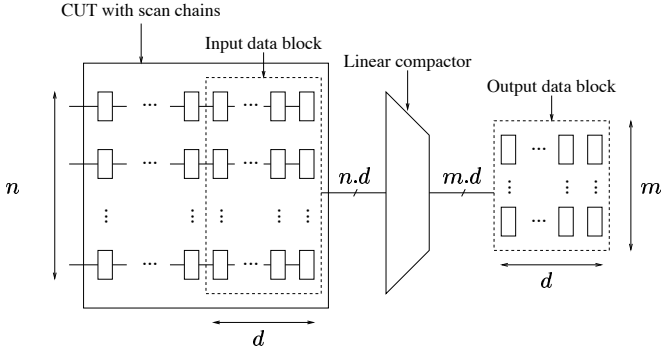 CUT with scan chains
Input data block
Linear compactor
Output data block
n
n.d
m.d
m
d
d